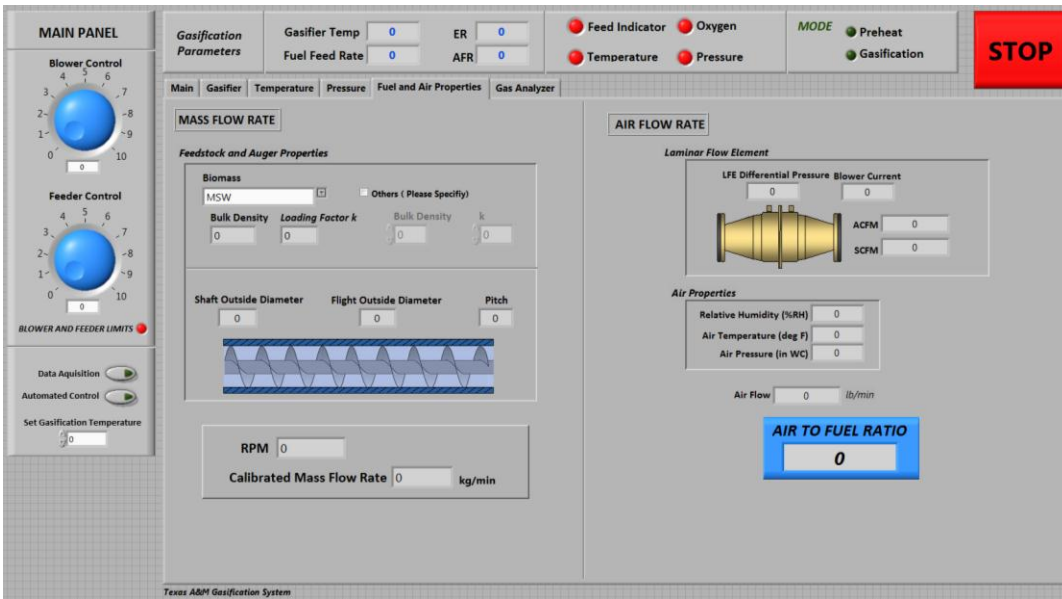 MAIN PANEL
Blower Control
0 1 2 3 4 5 6 7 8 9 10
0
Feeder Control
0 1 2 3 4 5 6 7 8 9 10
0
BLOWER AND FEEDER LIMITS
Data Aquisition
Automated Control
Set Gasification Temperature
0
Gasification Parameters
Gasifier Temp 0 ER 0
Fuel Feed Rate 0 AFR 0
Feed Indicator Oxygen
Temperature Pressure
MODE Preheat
Gasification
STOP
Main Gasifier Temperature Pressure Fuel and Air Properties Gas Analyzer
MASS FLOW RATE
Feedstock and Auger Properties
Biomass
MSW
Others ( Please Specifiy)
Bulk Density Loading Factor k Bulk Density k
0 0 0 0
Shaft Outside Diameter Flight Outside Diameter Pitch
0 0 0
RPM 0
Calibrated Mass Flow Rate 0 kg/min
AIR FLOW RATE
Laminar Flow Element
LFE Differential Pressure Blower Current
0 0
ACFM 0
SCFM 0
Air Properties
Relative Humidity (%RH) 0
Air Temperature (deg F) 0
Air Pressure (in WC) 0
Air Flow 0 lb/min
AIR TO FUEL RATIO
0
Texas A&M Gasification System